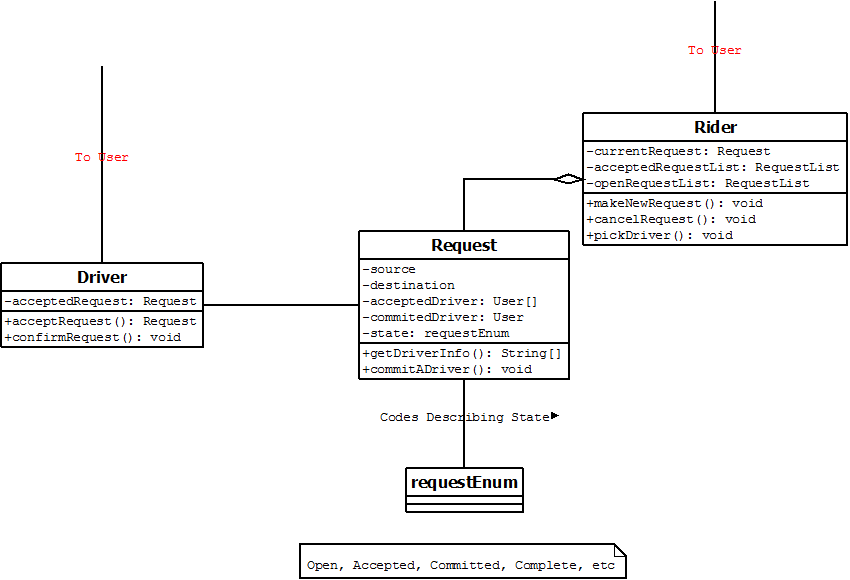 To User
Rider
-currentRequest: Request
-acceptedRequestList: RequestList
-openRequestList: RequestList
+makeNewRequest(): void
+cancelRequest(): void
+pickDriver(): void
To User
Driver
-acceptedRequest: Request
+acceptRequest(): Request
+confirmRequest(): void
Request
-source
-destination
-acceptedDriver: User[]
-commitedDriver: User
-state: requestEnum
+getDriverInfo(): String[]
+commitADriver(): void
Codes Describing State
requestEnum
Open, Accepted, Committed, Complete, etc